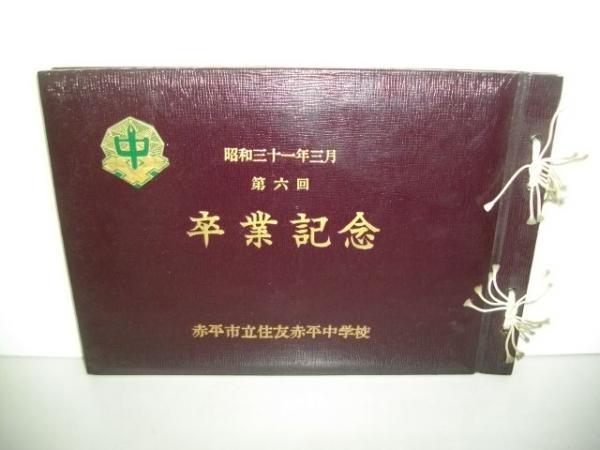 中
昭和三十一年三月
第六回
卒業記念
赤平市立住友赤平中学校